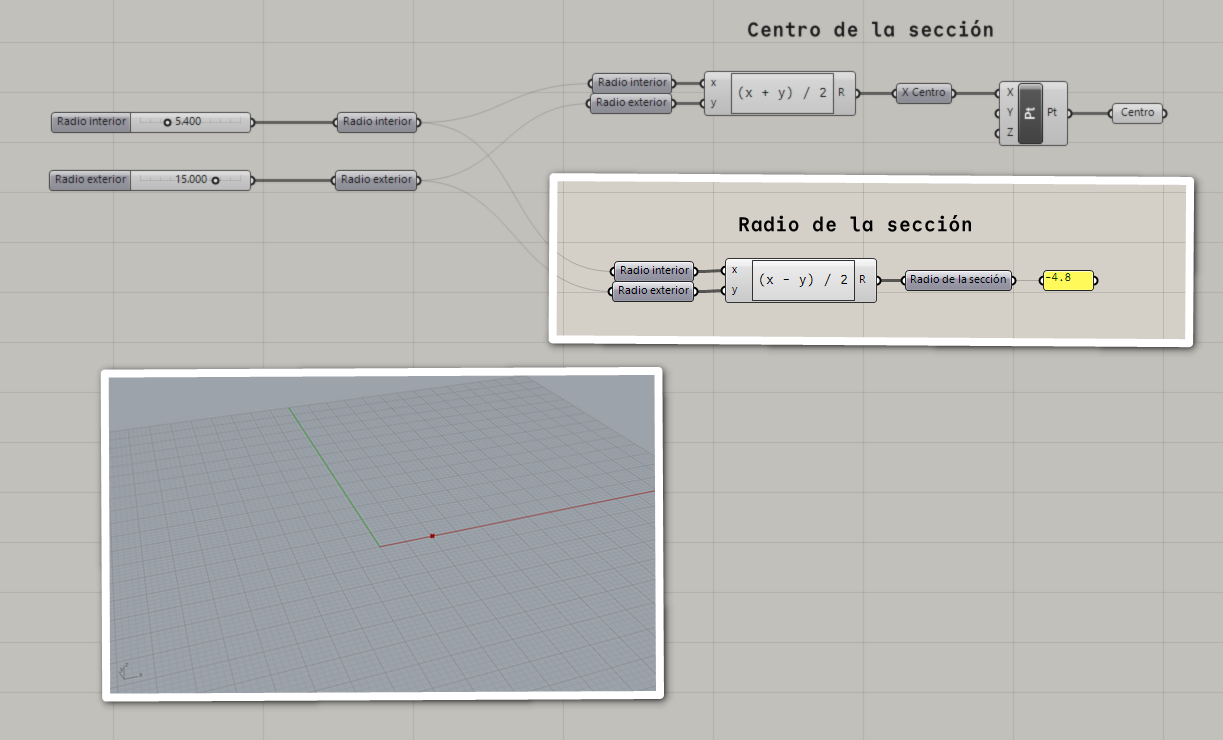 Centro de la sección
Radio interior
5.400
Radio interior
Radio exterior
15.000
Radio exterior
Radio interior
Radio exterior
x
y
(x + y) / 2
R
X Centro
X
Y
Z
Pt
Pt
Centro
Radio de la sección
Radio interior
Radio exterior
x
y
(x - y) / 2
R
Radio de la sección
-4.8